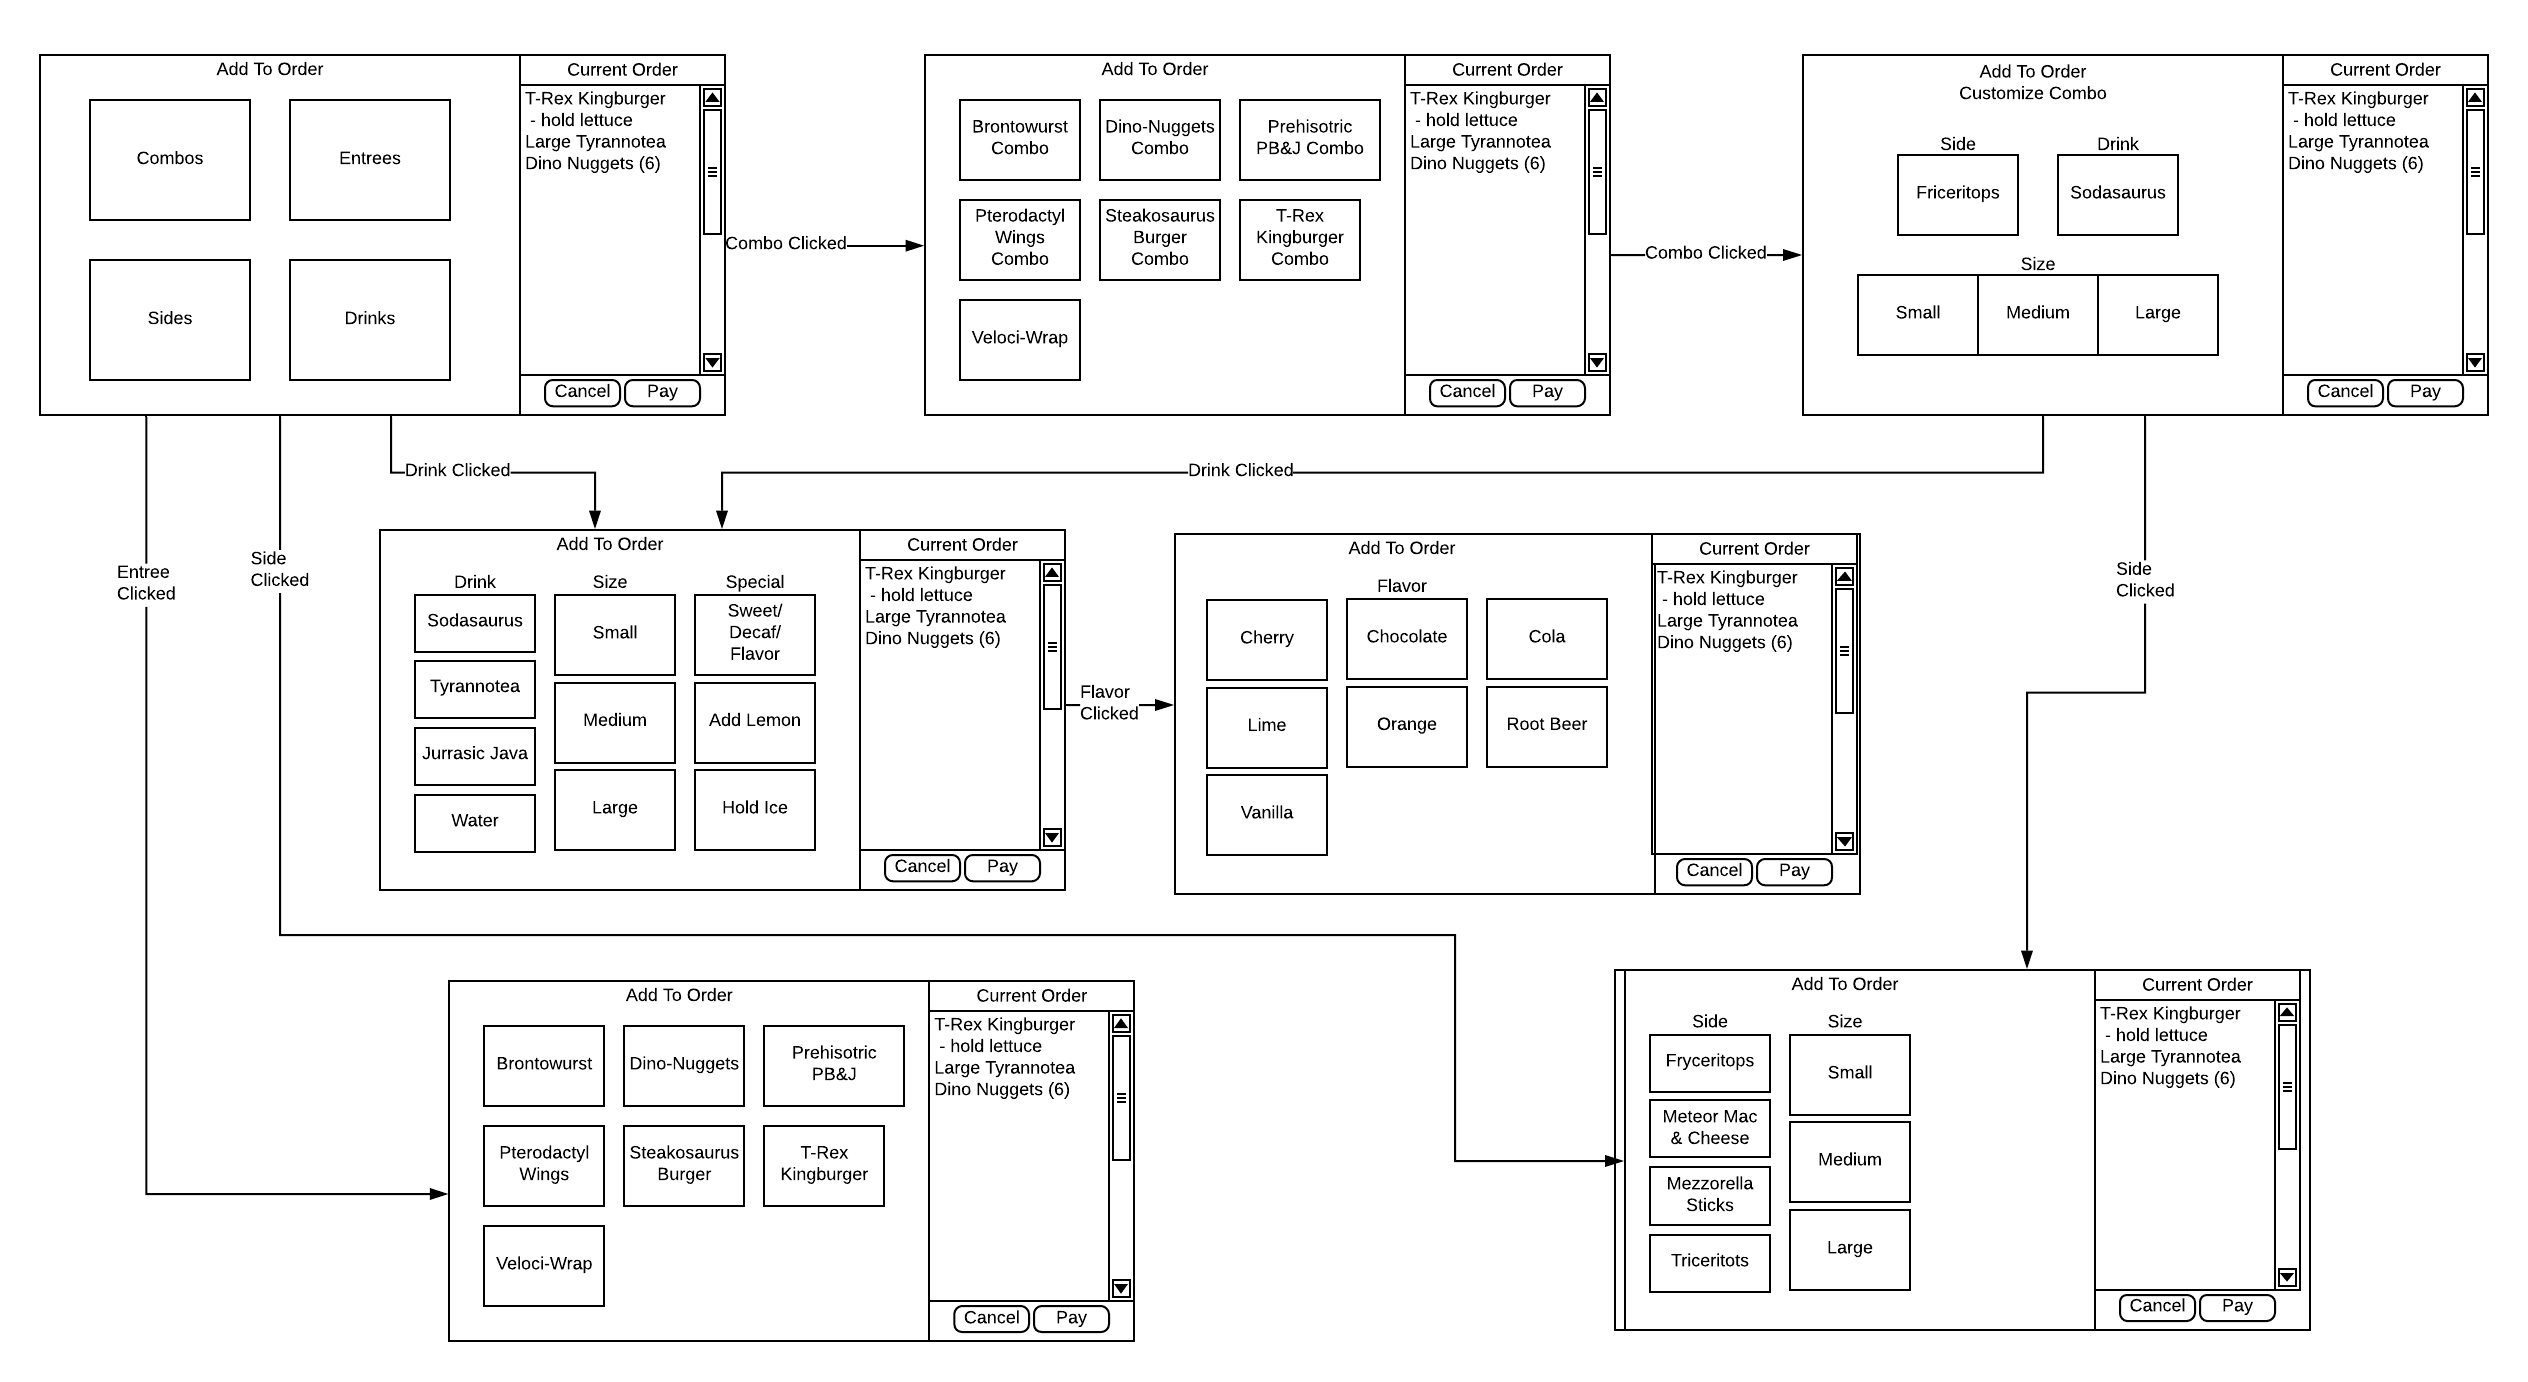 Add To Order
Combos
Entrees
Sides
Drinks
Current Order
T-Rex Kingburger
- hold lettuce
Large Tyrannotea
Dino Nuggets (6)
Cancel
Pay
Combo Clicked
Add To Order
Brontowurst
Combo
Dino-Nuggets
Combo
Prehisotric
PB&J Combo
Pterodactyl
Wings
Combo
Steakosaurus
Burger
Combo
T-Rex
Kingburger
Combo
Veloci-Wrap
Current Order
T-Rex Kingburger
- hold lettuce
Large Tyrannotea
Dino Nuggets (6)
Cancel
Pay
Combo Clicked
Add To Order
Customize Combo
Side
Drink
Friceritops
Sodasaurus
Size
Small
Medium
Large
Current Order
T-Rex Kingburger
- hold lettuce
Large Tyrannotea
Dino Nuggets (6)
Cancel
Pay
Drink Clicked
Drink Clicked
Entree
Clicked
Side
Clicked
Side
Clicked
Add To Order
Drink
Size
Special
Sodasaurus
Tyrannotea
Jurrasic Java
Water
Small
Medium
Large
Sweet/
Decaf/
Flavor
Add Lemon
Hold Ice
Current Order
T-Rex Kingburger
- hold lettuce
Large Tyrannotea
Dino Nuggets (6)
Cancel
Pay
Flavor
Clicked
Add To Order
Flavor
Cherry
Chocolate
Cola
Lime
Orange
Root Beer
Vanilla
Current Order
T-Rex Kingburger
- hold lettuce
Large Tyrannotea
Dino Nuggets (6)
Cancel
Pay
Add To Order
Brontowurst
Dino-Nuggets
Prehisotric
PB&J
Pterodactyl
Wings
Steakosaurus
Burger
T-Rex
Kingburger
Veloci-Wrap
Current Order
T-Rex Kingburger
- hold lettuce
Large Tyrannotea
Dino Nuggets (6)
Cancel
Pay
Add To Order
Side
Size
Fryceritops
Meteor Mac
& Cheese
Mezzorella
Sticks
Triceritots
Small
Medium
Large
Current Order
T-Rex Kingburger
- hold lettuce
Large Tyrannotea
Dino Nuggets (6)
Cancel
Pay